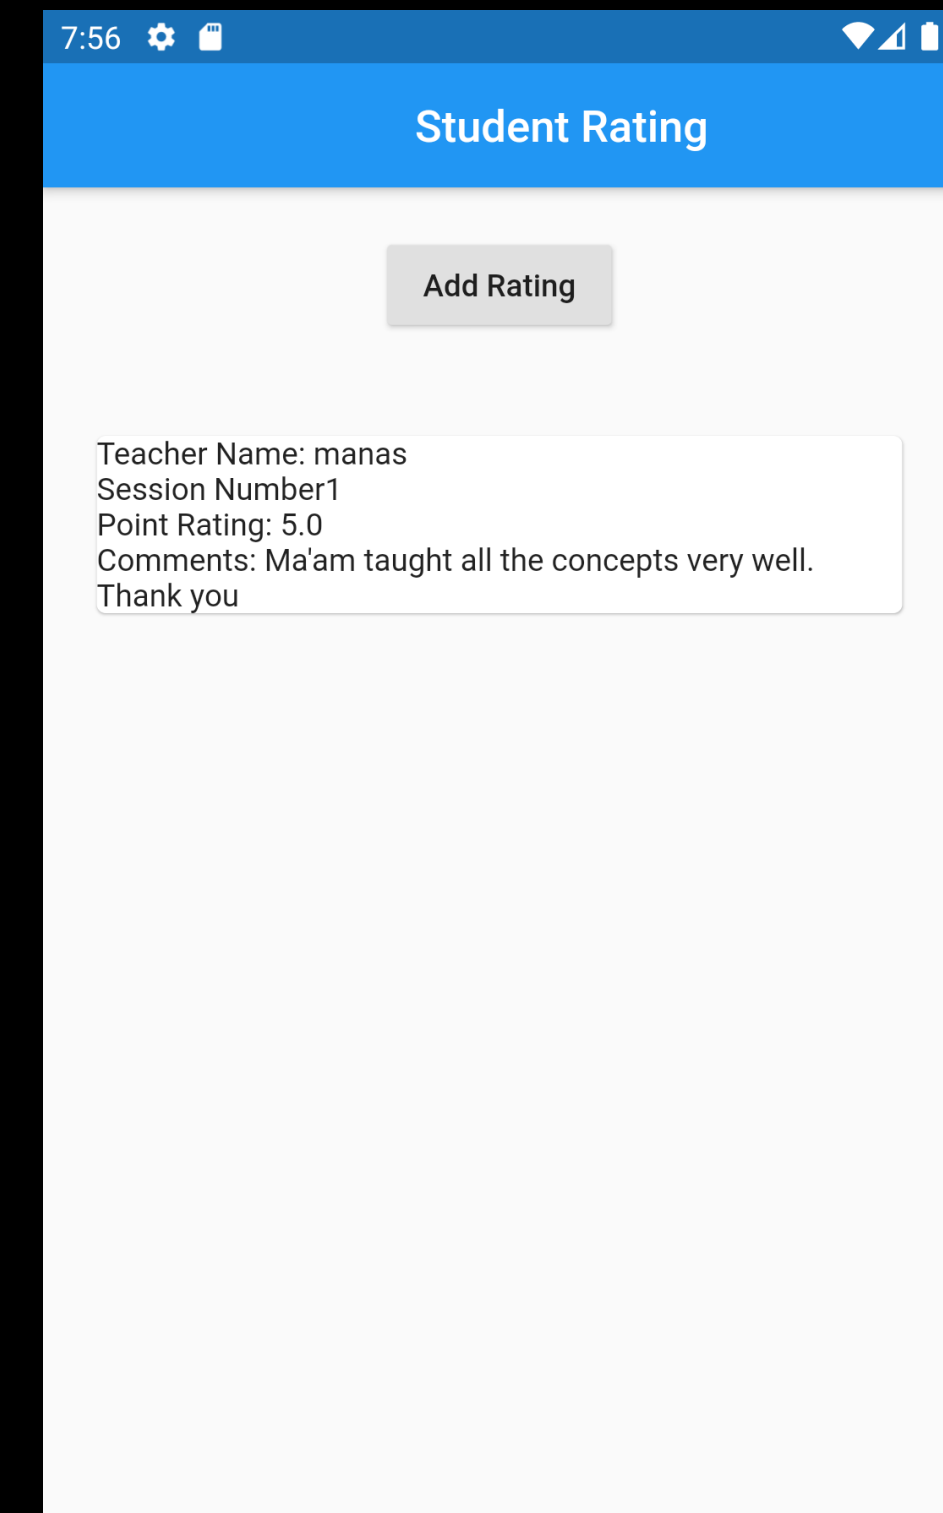 7:56
Student Rating
Add Rating
Teacher Name: manas
Session Number1
Point Rating: 5.0
Comments: Ma'am taught all the concepts very well.
Thank you